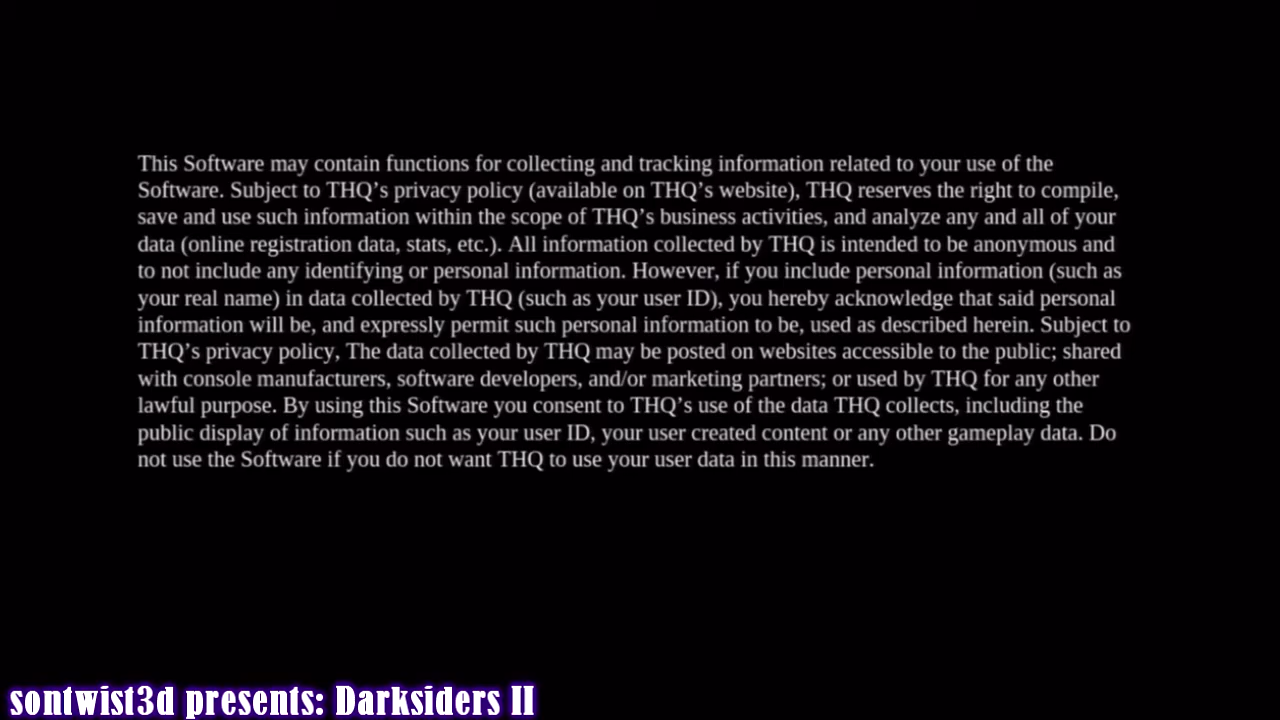 This Software may contain functions for collecting and tracking information related to your use of the
Software. Subject to THQ’s privacy policy (available on THQ’s website), THQ reserves the right to compile,
save and use such information within the scope of THQ’s business activities, and analyze any and all of your
data (online registration data, stats, etc.). All information collected by THQ is intended to be anonymous and
to not include any identifying or personal information. However, if you include personal information (such as
your real name) in data collected by THQ (such as your user ID), you hereby acknowledge that said personal
information will be, and expressly permit such personal information to be, used as described herein. Subject to
THQ’s privacy policy, The data collected by THQ may be posted on websites accessible to the public; shared
with console manufacturers, software developers, and/or marketing partners; or used by THQ for any other
lawful purpose. By using this Software you consent to THQ’s use of the data THQ collects, including the
public display of information such as your user ID, your user created content or any other gameplay data. Do
not use the Software if you do not want THQ to use your user data in this manner.
sontwist3d presents: Darksiders II